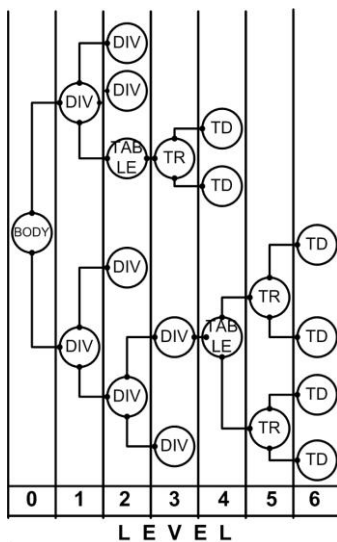 DIV
DIV
DIV
TAB
LE
TR
TD
TD
BODY
DIV
DIV
DIV
DIV
DIV
TAB
LE
TR
TD
TD
TR
TD
TD
0 1 2 3 4 5 6
L E V E L